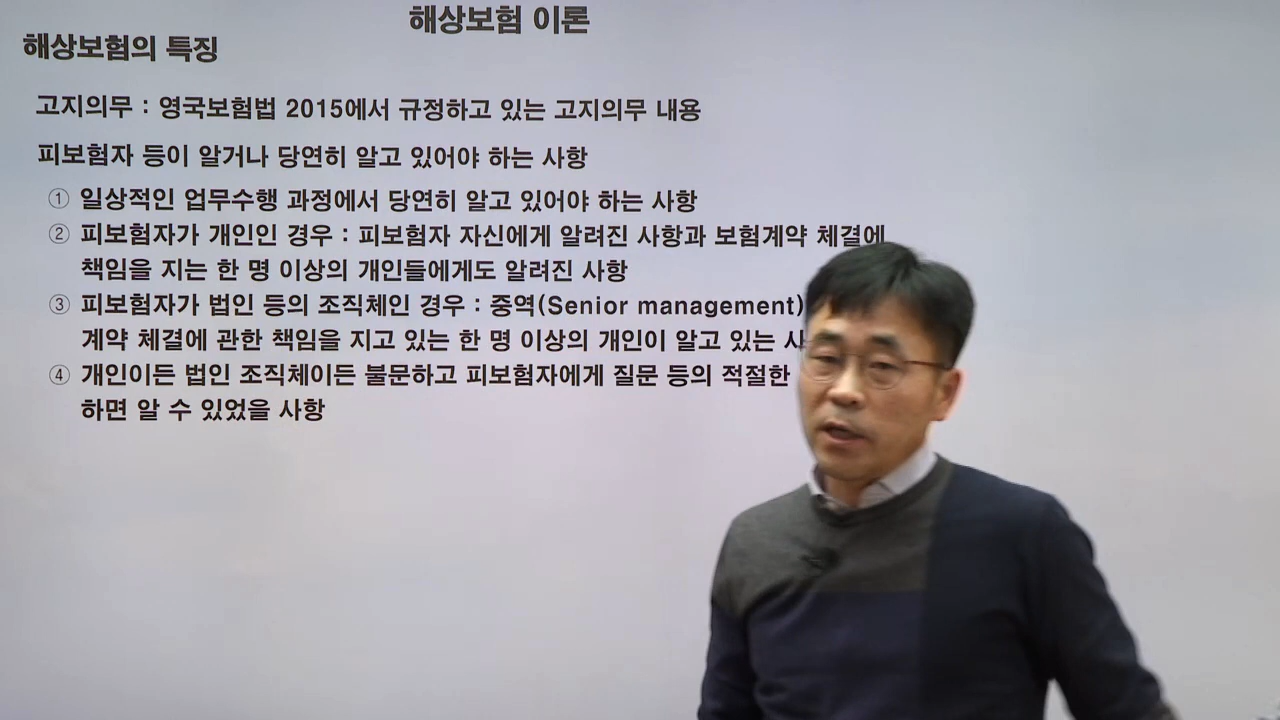 해상보험 이론
해상보험의 특징
고지의무 : 영국보험법 2015에서 규정하고 있는 고지의무 내용
피보험자 등이 알거나 당연히 알고 있어야 하는 사항
① 일상적인 업무수행 과정에서 당연히 알고 있어야 하는 사항
② 피보험자가 개인인 경우 : 피보험자 자신에게 알려진 사항과 보험계약 체결에
책임을 지는 한 명 이상의 개인들에게도 알려진 사항
③ 피보험자가 법인 등의 조직체인 경우 : 중역(Senior management)
계약 체결에 관한 책임을 지고 있는 한 명 이상의 개인이 알고 있는
④ 개인이든 법인 조직체이든 불문하고 피보험자에게 질문 등의 적절한
하면 알 수 있었을 사항